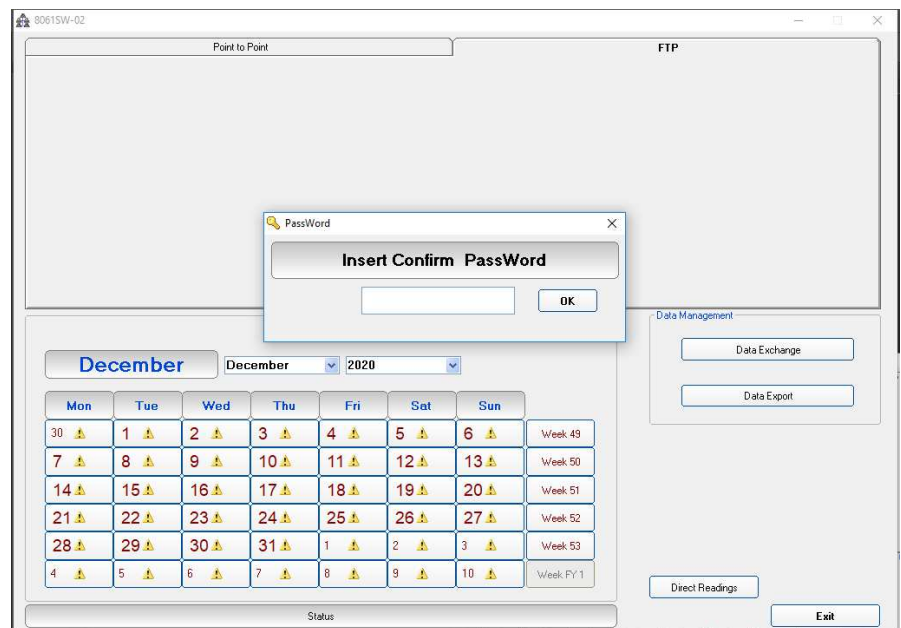 8061SW-02
Point to Point
FTP
PassWord
Insert Confirm PassWord
OK
Data Management
Data Exchange
Data Export
December
December 2020
Mon Tue Wed Thu Fri Sat Sun
30 1 2 3 4 5 6 Week 49
7 8 9 10 11 12 13 Week 50
14 15 16 17 18 19 20 Week 51
21 22 23 24 25 26 27 Week 52
28 29 30 31 1 2 3 Week 53
4 5 6 7 8 9 10 Week FY 1
Direct Readings
Status
Exit